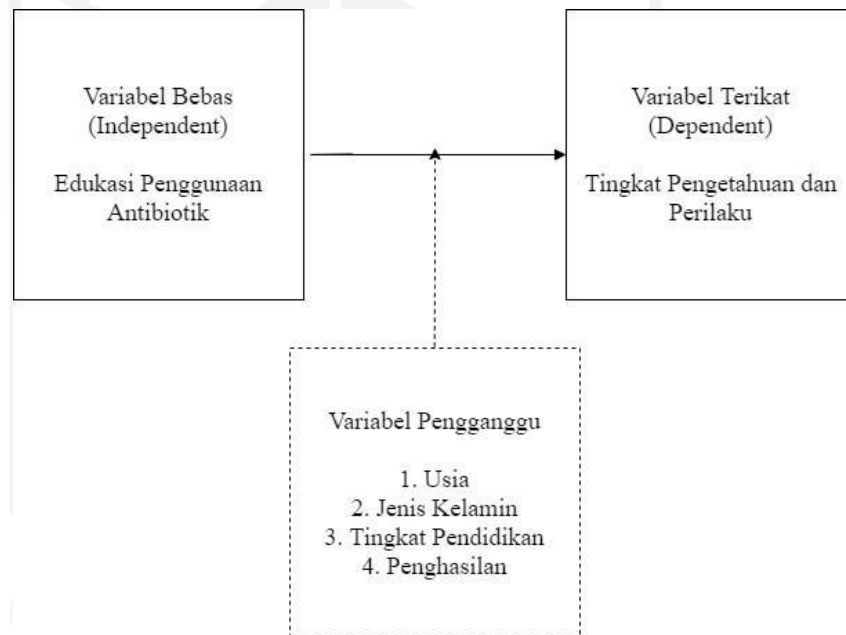 Variabel Bebas
(Independent)
Edukasi Penggunaan
Antibiotik
Variabel Terikat
(Dependent)
Tingkat Pengetahuan dan
Perilaku
Variabel Pengganggu
1. Usia
2. Jenis Kelamin
3. Tingkat Pendidikan
4. Penghasilan